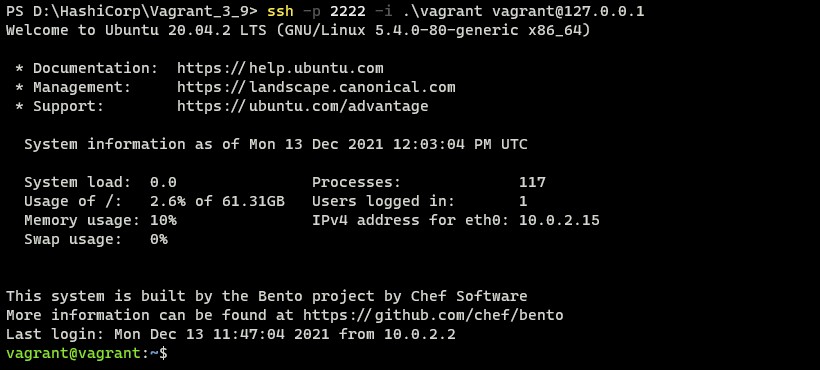 PS D:\HashiCorp\Vagrant_3_9> ssh -p 2222 -i .\vagrant vagrant@127.0.0.1
Welcome to Ubuntu 20.04.2 LTS (GNU/Linux 5.4.0-80-generic x86_64)
* Documentation:  https://help.ubuntu.com
* Management:     https://landscape.canonical.com
* Support:        https://ubuntu.com/advantage
System information as of Mon 13 Dec 2021 12:03:04 PM UTC
System load:  0.0                Processes:             117
Usage of /:   2.6% of 61.31GB   Users logged in:       1
Memory usage: 10%               IPv4 address for eth0: 10.0.2.15
Swap usage:   0%
This system is built by the Bento project by Chef Software
More information can be found at https://github.com/chef/bento
Last login: Mon Dec 13 11:47:04 2021 from 10.0.2.2
vagrant@vagrant:~$